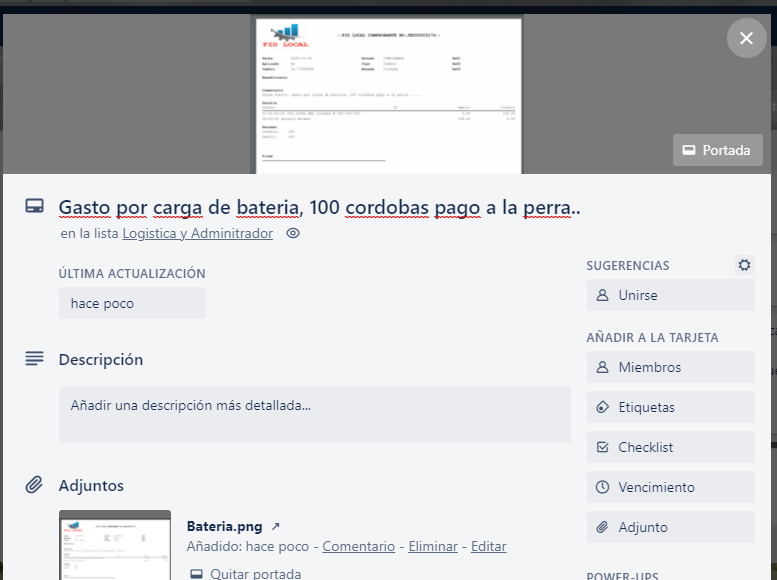 ::FID LOCAL COMPROBANTE NO:
FID LOCAL
Portada
Gasto por carga de bateria, 100 cordobas pago a la perra..
en la lista Logistica y Adminitrador
ÚLTIMA ACTUALIZACIÓN
hace poco
Descripción
Añadir una descripción más detallada...
Adjuntos
Bateria.png ↗
Añadido: hace poco - Comentario - Eliminar - Editar
Quitar portada
SUGERENCIAS
Unirse
AÑADIR A LA TARJETA
Miembros
Etiquetas
Checklist
Vencimiento
Adjunto
POWER-UPS